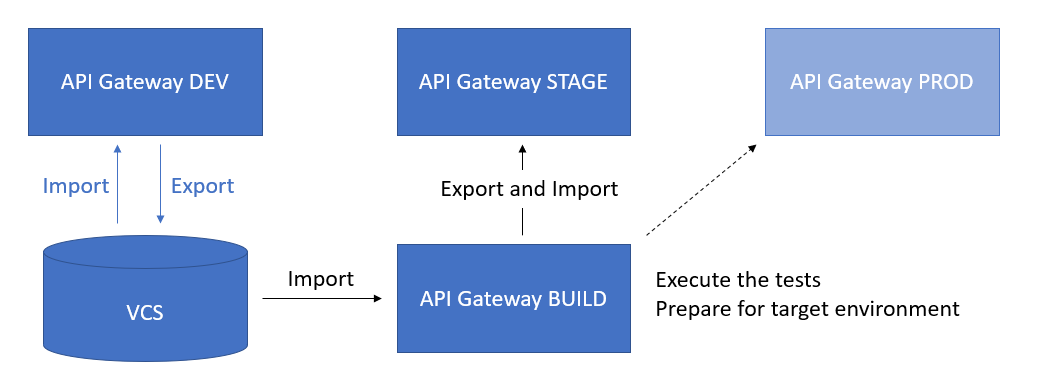 API Gateway DEV
API Gateway STAGE
API Gateway PROD
Import
Export
Export and Import
VCS
Import
API Gateway BUILD
Execute the tests
Prepare for target environment